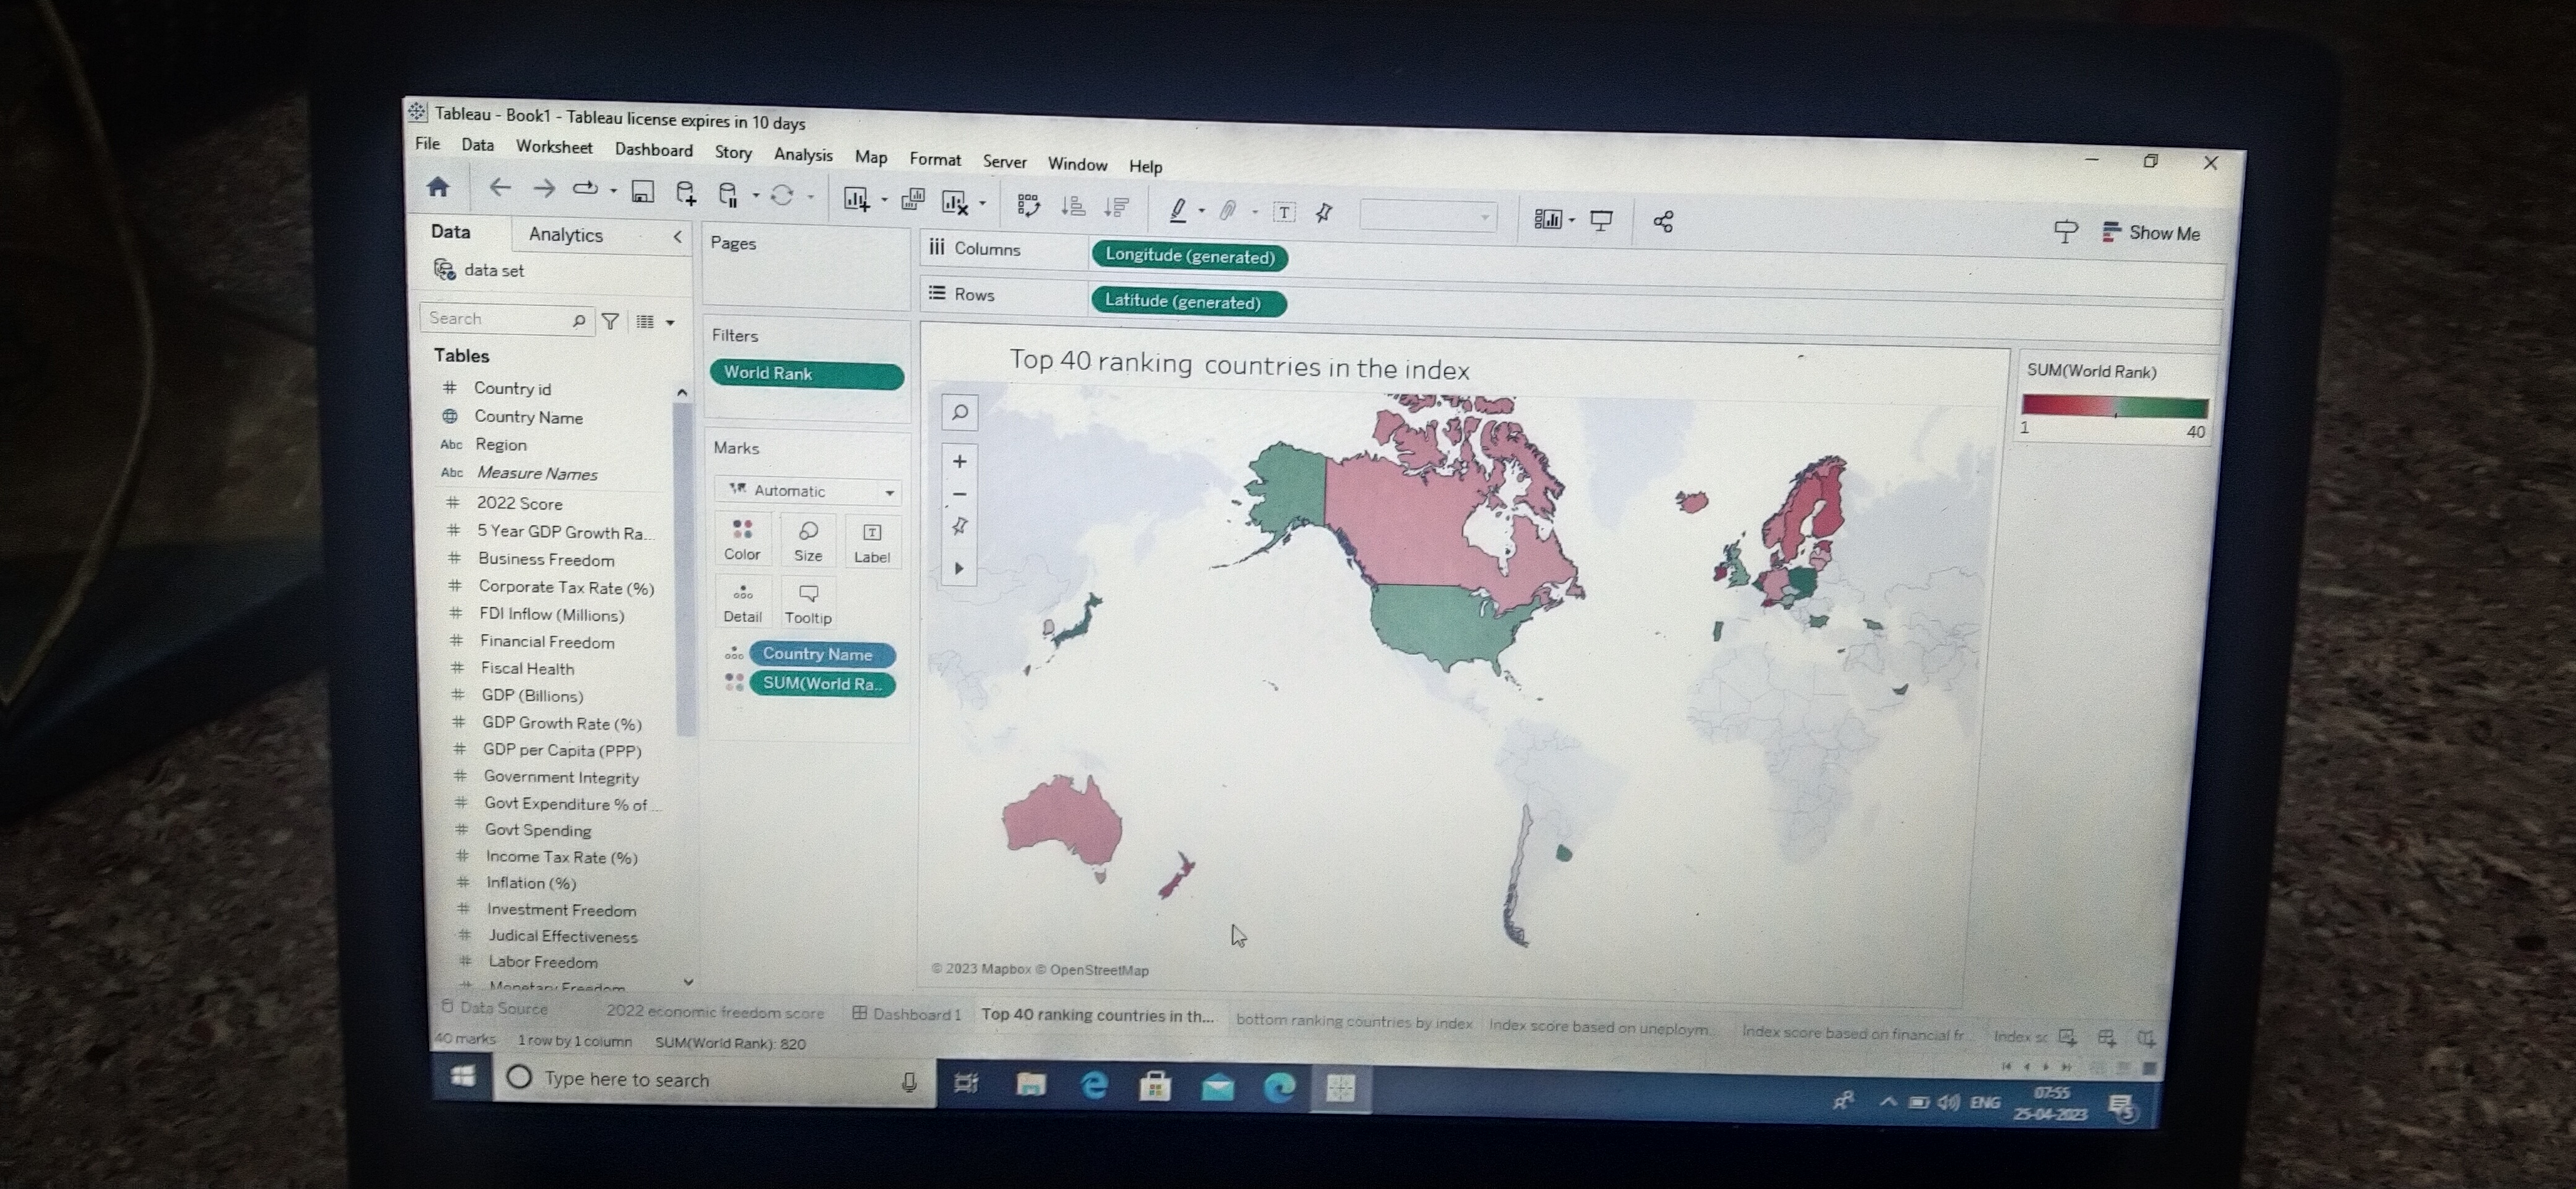 Tableau - Book1 - Tableau license expires in 10 days
File Data Worksheet Dashboard Story Analysis Map Format Server Window Help
Show Me
Data Analytics
data set
Search
Tables
# Country id
Country Name
Abc Region
Abc Measure Names
# 2022 Score
# 5 Year GDP Growth Ra...
# Business Freedom
# Corporate Tax Rate (%)
# FDI Inflow (Millions)
# Financial Freedom
# Fiscal Health
# GDP (Billions)
# GDP Growth Rate (%)
# GDP per Capita (PPP)
# Government Integrity
# Govt Expenditure % of ...
# Govt Spending
# Income Tax Rate (%)
# Inflation (%)
# Investment Freedom
# Judical Effectiveness
# Labor Freedom
# Monetary Freedom
Pages
Filters
World Rank
Marks
Automatic
Color Size Label
Detail Tooltip
Country Name
SUM(World Ra..
Columns Longitude (generated)
Rows Latitude (generated)
Top 40 ranking countries in the index
© 2023 Mapbox © OpenStreetMap
SUM(World Rank)
1 40
Data Source 2022 economic freedom score Dashboard 1 Top 40 ranking countries in th... bottom ranking countries by index Index score based on uneploym... Index score based on financial fr... Index sc
40 marks 1 row by 1 column SUM(World Rank): 820
Type here to search
ENG
07:55
25-04-2023
5